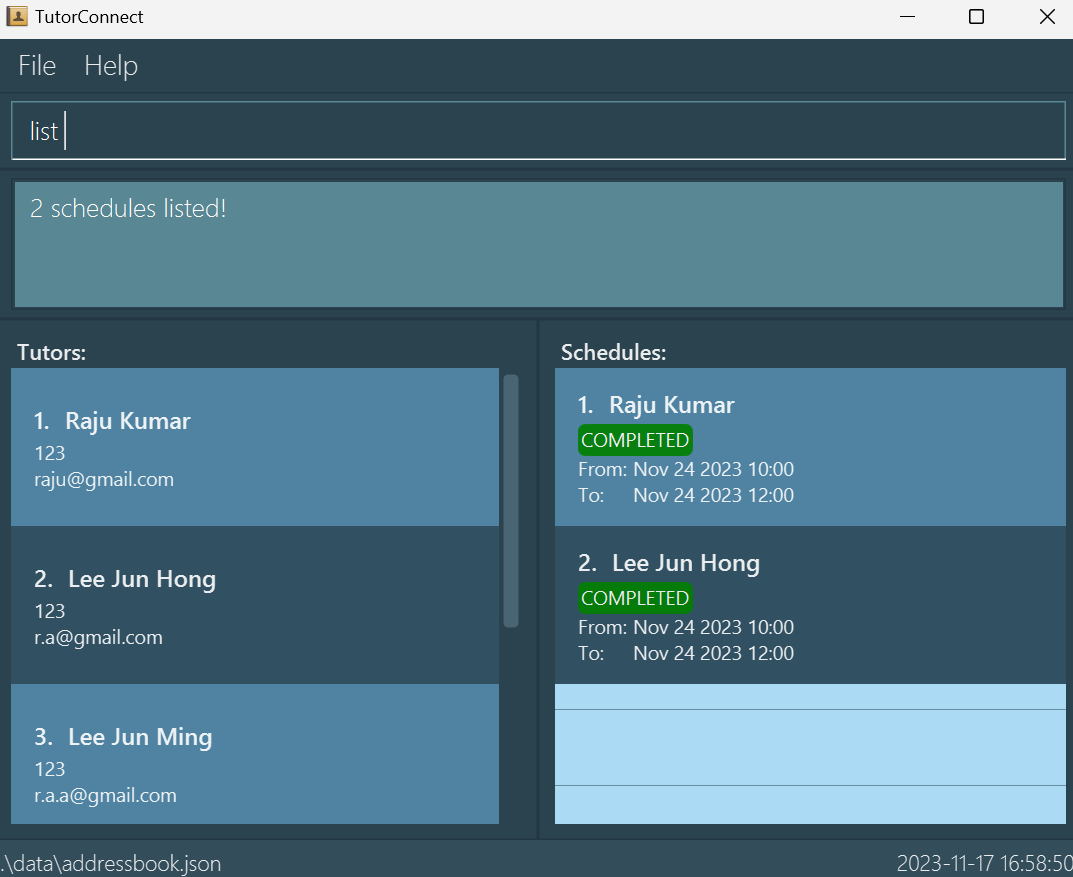 TutorConnect
File Help
list
2 schedules listed!
Tutors:
1. Raju Kumar
123
raju@gmail.com
2. Lee Jun Hong
123
r.a@gmail.com
3. Lee Jun Ming
123
r.a.a@gmail.com
Schedules:
1. Raju Kumar
COMPLETED
From: Nov 24 2023 10:00
To: Nov 24 2023 12:00
2. Lee Jun Hong
COMPLETED
From: Nov 24 2023 10:00
To: Nov 24 2023 12:00
.\data\addressbook.json
2023-11-17 16:58:50